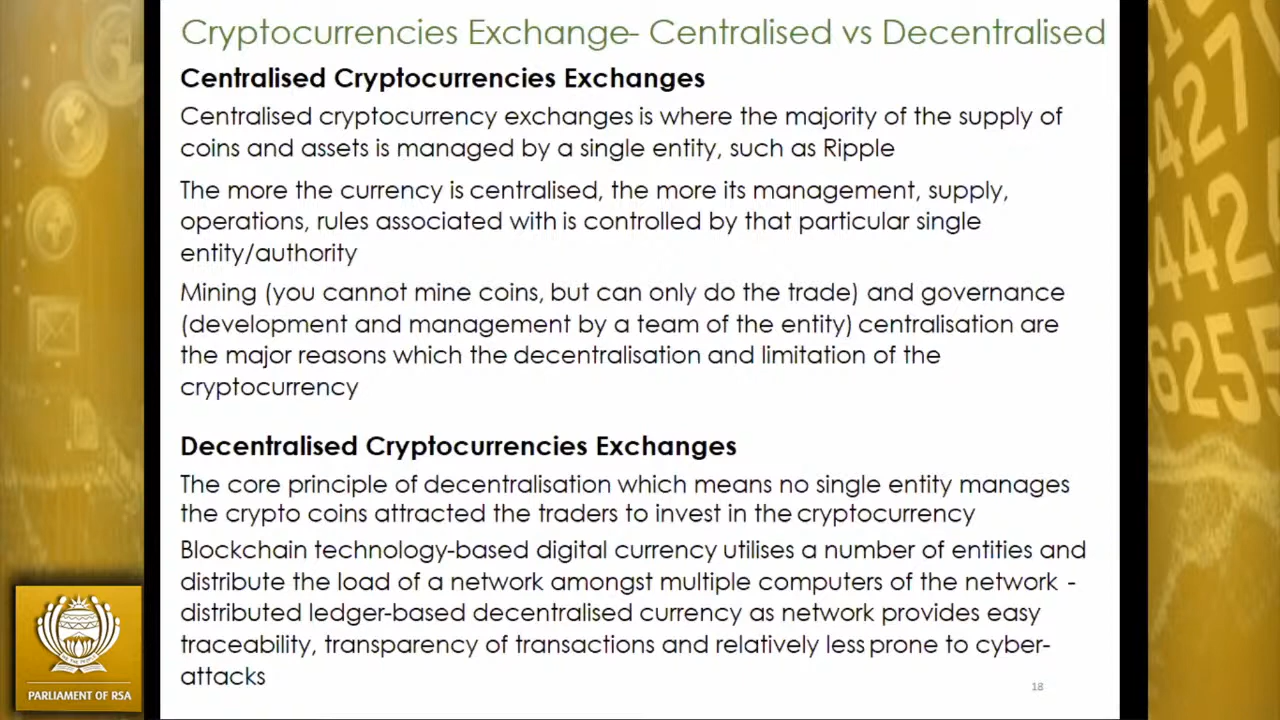 Cryptocurrencies Exchange- Centralised vs Decentralised
Centralised Cryptocurrencies Exchanges
Centralised cryptocurrency exchanges is where the majority of the supply of
coins and assets is managed by a single entity, such as Ripple
The more the currency is centralised, the more its management, supply,
operations, rules associated with is controlled by that particular single
entity/authority
Mining (you cannot mine coins, but can only do the trade) and governance
(development and management by a team of the entity) centralisation are
the major reasons which the decentralisation and limitation of the
cryptocurrency
Decentralised Cryptocurrencies Exchanges
The core principle of decentralisation which means no single entity manages
the crypto coins attracted the traders to invest in the cryptocurrency
Blockchain technology-based digital currency utilises a number of entities and
distribute the load of a network amongst multiple computers of the network -
distributed ledger-based decentralised currency as network provides easy
traceability, transparency of transactions and relatively less prone to cyber-
attacks
18
PARLIAMENT OF RSA
427
442
6255